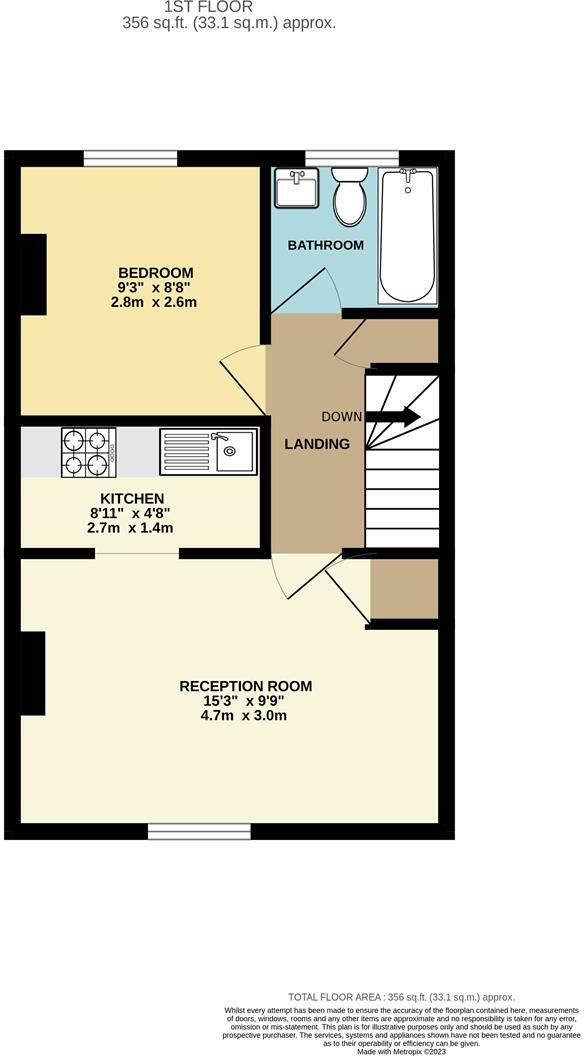 1ST FLOOR
356 sq.ft. (33.1 sq.m.) approx.
BATHROOM
BEDROOM
9'3" x 8'8"
2.8m x 2.6m
DOWN
LANDING
KITCHEN
8'11" x 4'8"
2.7m x 1.4m
RECEPTION ROOM
15'3" x 9'9"
4.7m x 3.0m
TOTAL FLOOR AREA : 356 sq.ft. (33.1 sq.m.) approx.
Whilst every attempt has been made to ensure the accuracy of the floorplan contained here, measurements
of doors, windows, rooms and any other items are approximate and no responsibility is taken for any error,
omission or mis-statement. This plan is for illustrative purposes only and should be used as such by any
prospective purchaser. The services, systems and appliances shown have not been tested and no guarantee
as to their operability or efficiency can be given.
Made with Metropix ©2023